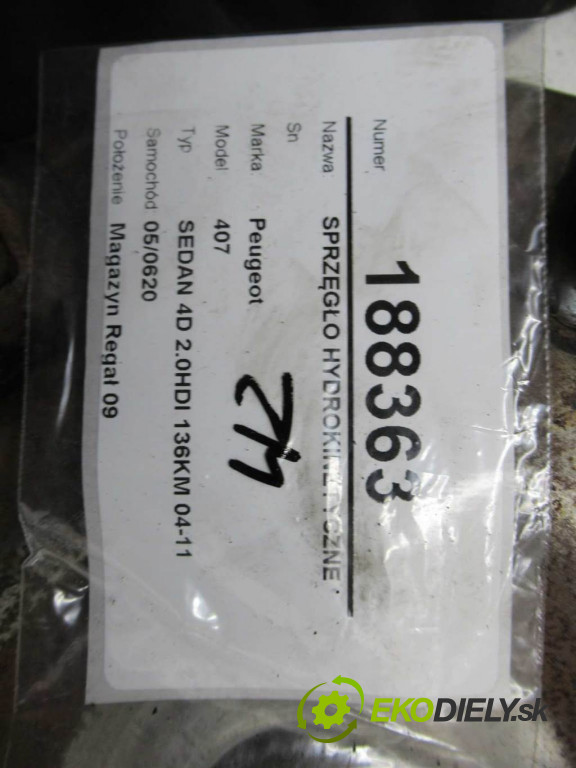 Numer 188363
Nazwa: SPRZĘGŁO HYDROKINETYCZNE '
Sn
Marka: Peugeot
Model: 407
Typ SEDAN 4D 2.0HDI 136KM 04-11
Samochód: 05/0620
Położenie Magazyn Regał 09
EKODIELY.sk